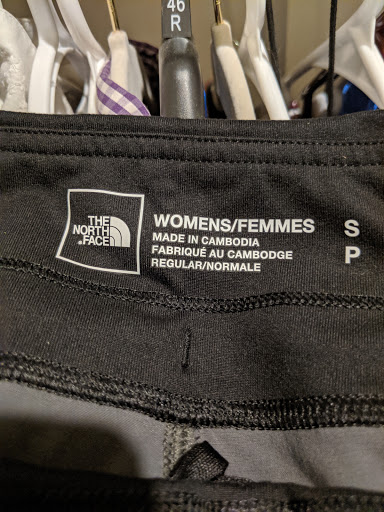 46
R
THE
NORTH
FACE
WOMENS/FEMMES S
MADE IN CAMBODIA P
FABRIQUÉ AU CAMBODGE
REGULAR/NORMALE